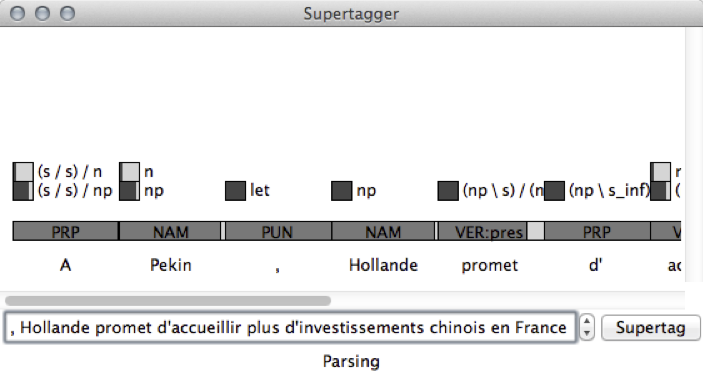 Supertagger
(s / s) / n n
(s / s) / np np let np (np \ s) / (n (np \ s_inf) (
PRP NAM PUN NAM VER:pres PRP
A Pekin , Hollande promet d'
, Hollande promet d'accueillir plus d'investissements chinois en France Supertag
Parsing